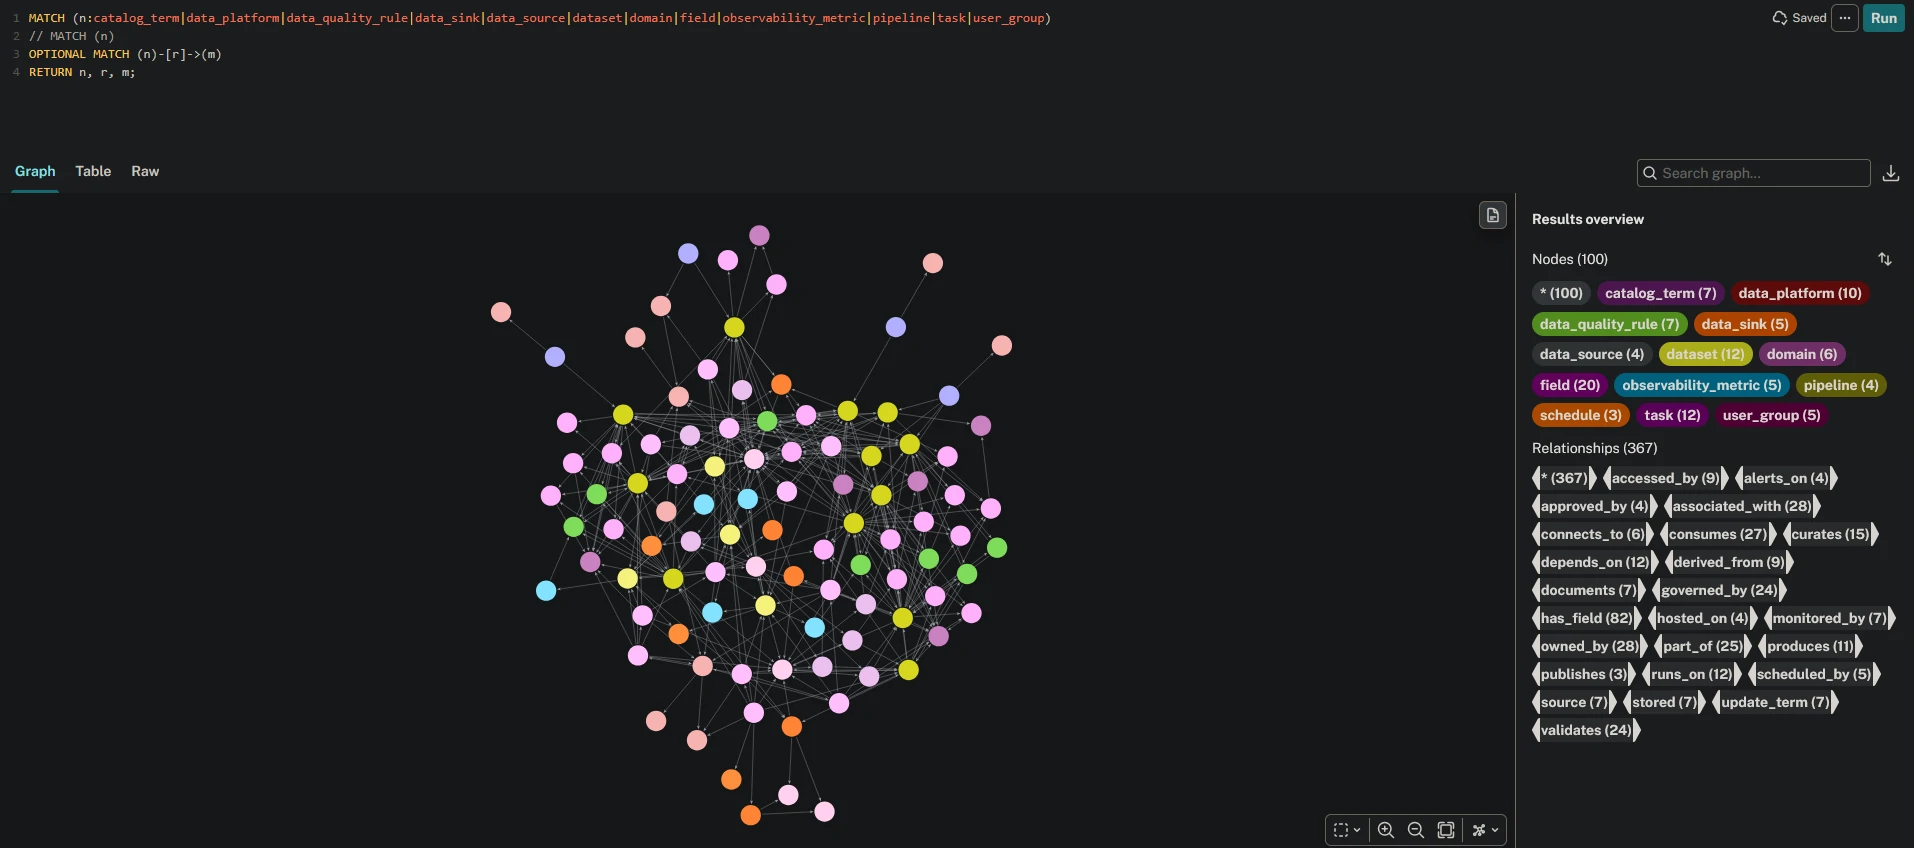 1 MATCH (n:catalog_term|data_platform|data_quality_rule|data_sink|data_source|dataset|domain|field|observability_metric|pipeline|task|user_group)
2 // MATCH (n)
3 OPTIONAL MATCH (n)-[r]->(m)
4 RETURN n, r, m;
Saved ... Run
Graph Table Raw
Search graph...
Results overview
Nodes (100)
* (100) catalog_term (7) data_platform (10)
data_quality_rule (7) data_sink (5)
data_source (4) dataset (12) domain (6)
field (20) observability_metric (5) pipeline (4)
schedule (3) task (12) user_group (5)
Relationships (367)
* (367) accessed_by (9) alerts_on (4)
approved_by (4) associated_with (28)
connects_to (6) consumes (27) curates (15)
depends_on (12) derived_from (9)
documents (7) governed_by (24)
has_field (82) hosted_on (4) monitored_by (7)
owned_by (28) part_of (25) produces (11)
publishes (3) runs_on (12) scheduled_by (5)
source (7) stored (7) update_term (7)
validates (24)